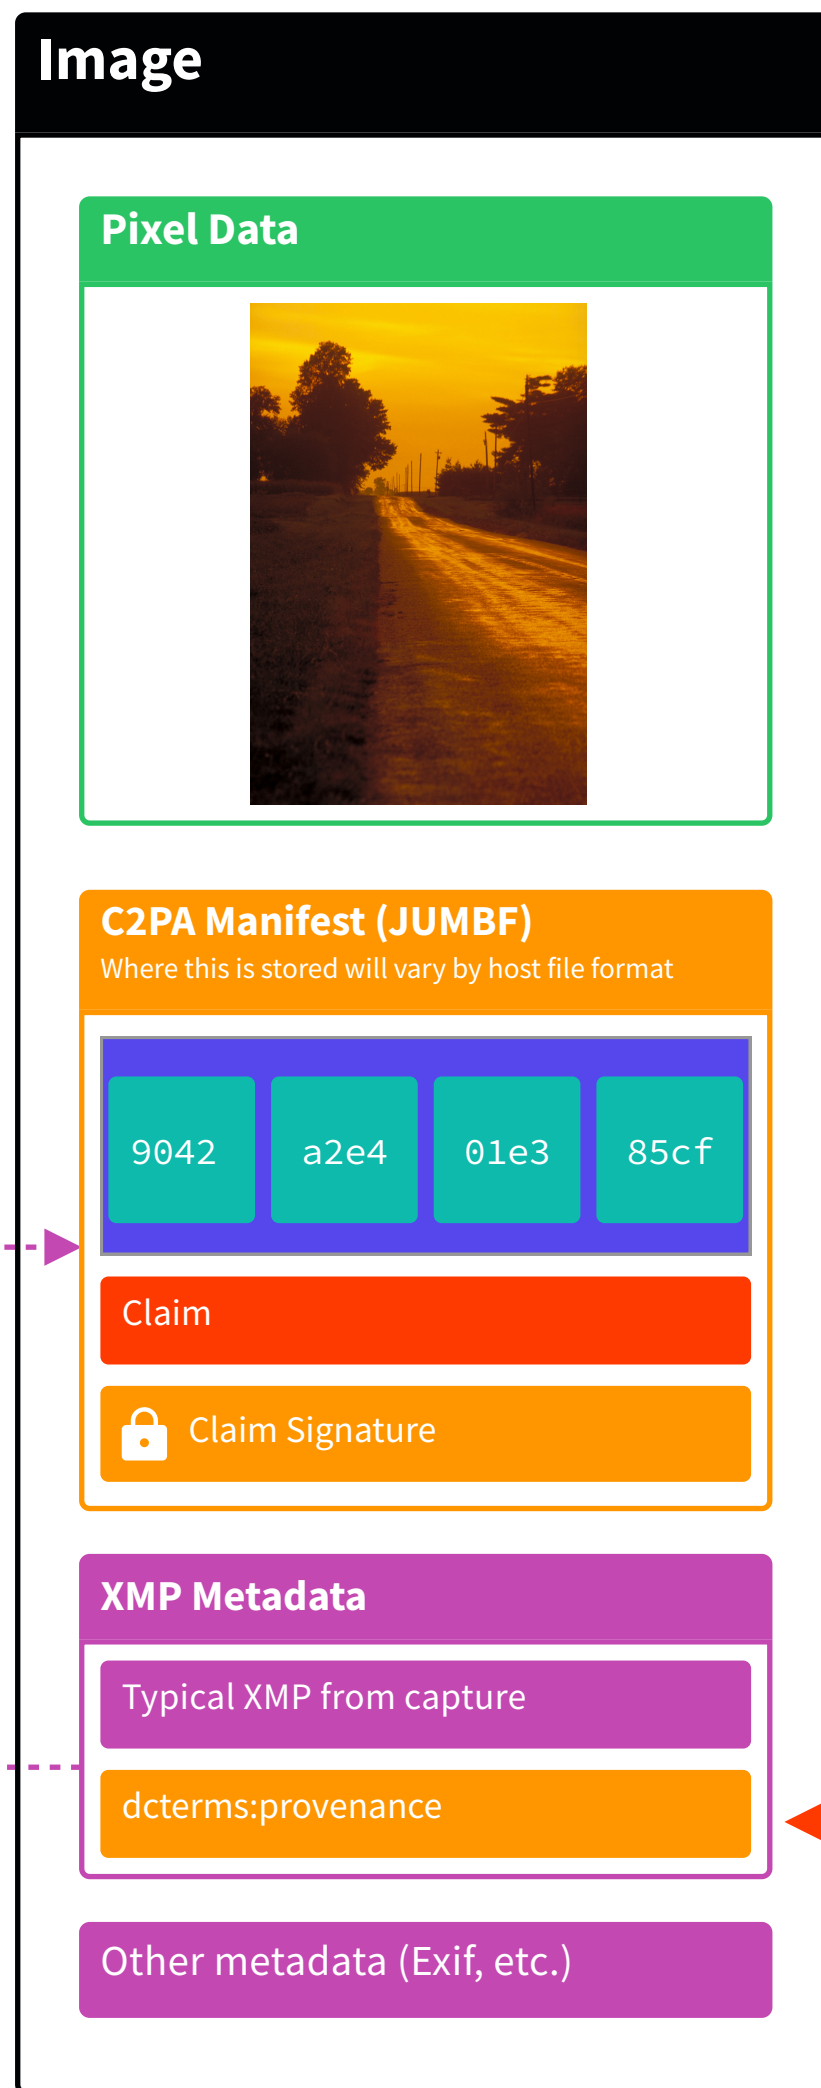 Image
Pixel Data
C2PA Manifest (JUMBF)
Where this is stored will vary by host file format
9042 a2e4 01e3 85cf
Claim
Claim Signature
XMP Metadata
Typical XMP from capture
dcterms:provenance
Other metadata (Exif, etc.)